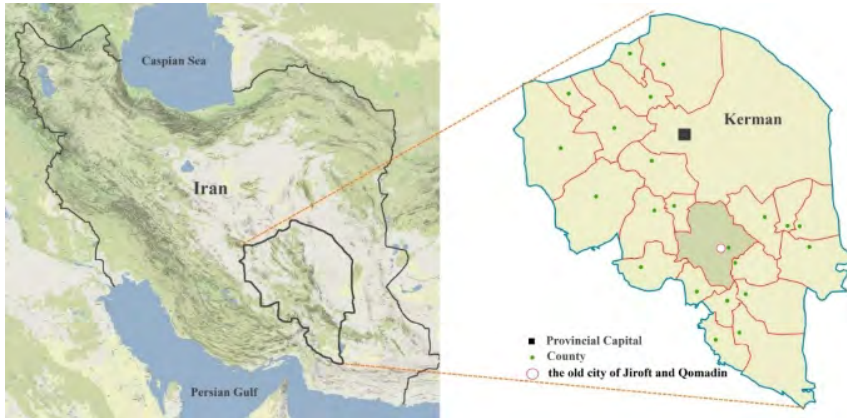 Caspian Sea
Iran
Persian Gulf
Kerman
Provincial Capital
County
the old city of Jiroft and Qomadin